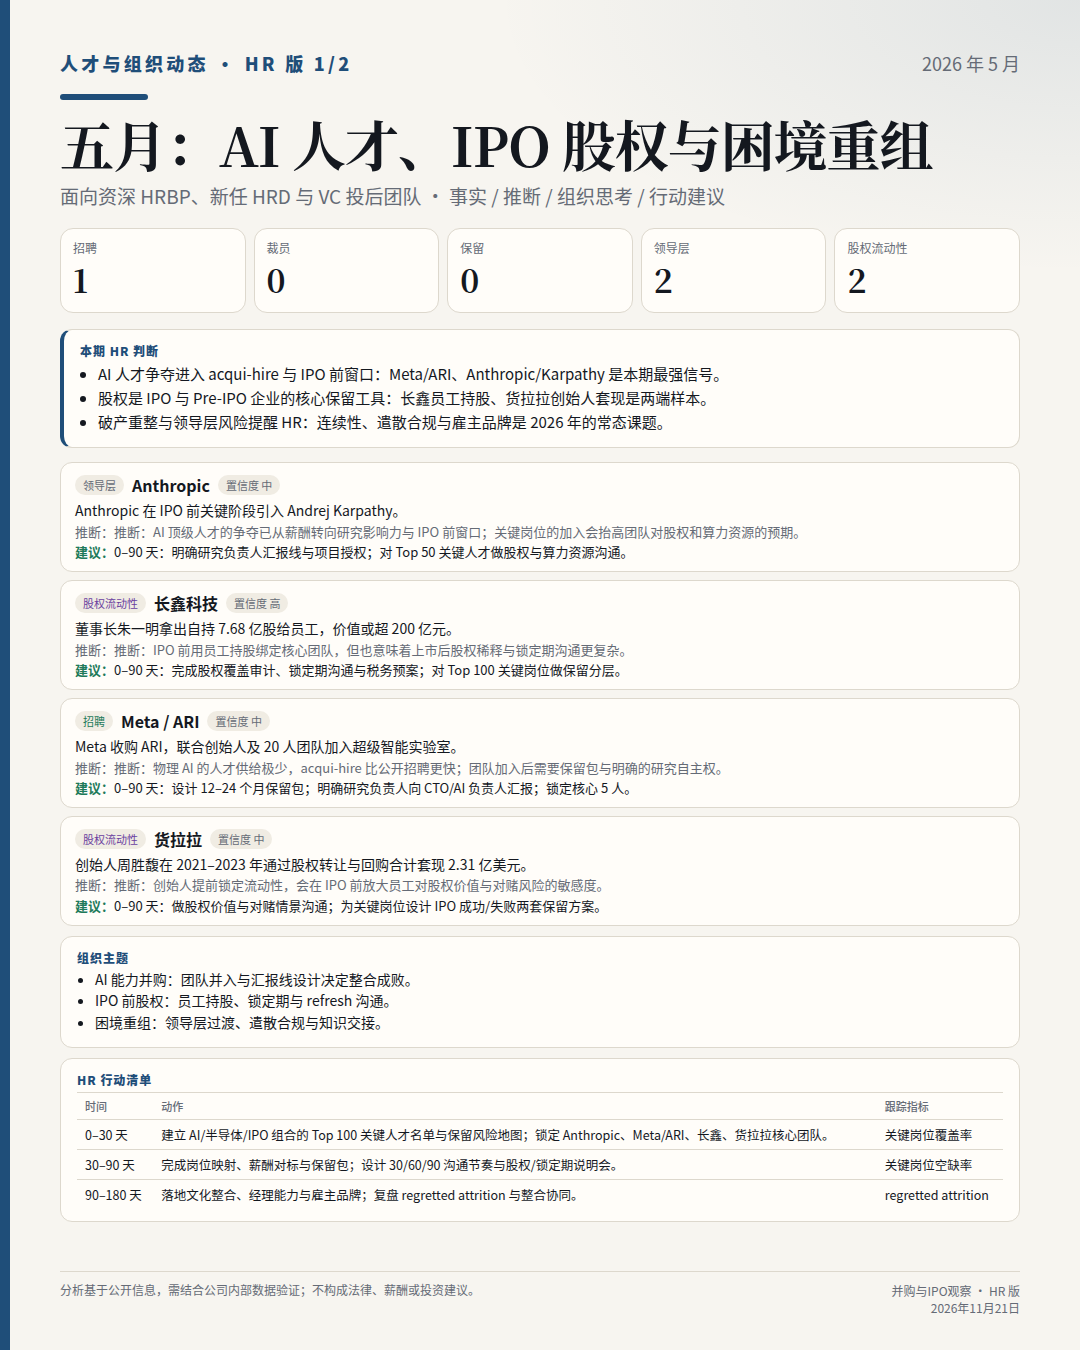 人才与组织动态 • HR 版 1/2
2026 年 5 月
五月：AI 人才、IPO 股权与困境重组
面向资深 HRBP、新任 HRD 与 VC 投后团队 • 事实 / 推断 / 组织思考 / 行动建议
招聘 裁员 保留 领导层 股权流动性
1 0 0 2 2
本期 HR 判断
• AI 人才争夺进入 acqui-hire 与 IPO 前窗口：Meta/ARI、Anthropic/Karpathy 是本期最强信号。
• 股权是 IPO 与 Pre-IPO 企业的核心保留工具：长鑫员工持股、货拉拉创始人套现是两端样本。
• 破产重整与领导层风险提醒 HR：连续性、遣散合规与雇主品牌是 2026 年的常态课题。
领导层 Anthropic 置信度 中
Anthropic 在 IPO 前关键阶段引入 Andrej Karpathy。
推断：推断：AI 顶级人才的争夺已从薪酬转向研究影响力与 IPO 前窗口；关键岗位的加入会抬高团队对股权和算力资源的预期。
建议：0–90 天：明确研究负责人汇报线与项目授权；对 Top 50 关键人才做股权与算力资源沟通。
股权流动性 长鑫科技 置信度 高
董事长朱一明拿出自持 7.68 亿股给员工，价值或超 200 亿元。
推断：推断：IPO 前用员工持股绑定核心团队，但也意味着上市后股权稀释与锁定期沟通更复杂。
建议：0–90 天：完成股权覆盖审计、锁定期沟通与税务预案；对 Top 100 关键岗位做保留分层。
招聘 Meta / ARI 置信度 中
Meta 收购 ARI，联合创始人及 20 人团队加入超级智能实验室。
推断：推断：物理 AI 的人才供给极少，acqui-hire 比公开招聘更快；团队加入后需要保留包与明确的研究自主权。
建议：0–90 天：设计 12–24 个月保留包；明确研究负责人向 CTO/AI 负责人汇报；锁定核心 5 人。
股权流动性 货拉拉 置信度 中
创始人周胜馥在 2021–2023 年通过股权转让与回购合计套现 2.31 亿美元。
推断：推断：创始人提前锁定流动性，会在 IPO 前放大员工对股权价值与对赌风险的敏感度。
建议：0–90 天：做股权价值与对赌情景沟通；为关键岗位设计 IPO 成功/失败两套保留方案。
组织主题
• AI 能力并购：团队并入与汇报线设计决定整合成败。
• IPO 前股权：员工持股、锁定期与 refresh 沟通。
• 困境重组：领导层过渡、遣散合规与知识交接。
HR 行动清单
时间 动作 跟踪指标
0–30 天 建立 AI/半导体/IPO 组合的 Top 100 关键人才名单与保留风险地图；锁定 Anthropic、Meta/ARI、长鑫、货拉拉核心团队。 关键岗位覆盖率
30–90 天 完成岗位映射、薪酬对标与保留包；设计 30/60/90 沟通节奏与股权/锁定期说明会。 关键岗位空缺率
90–180 天 落地文化整合、经理能力与雇主品牌；复盘 regretted attrition 与整合协同。 regretted attrition
分析基于公开信息，需结合公司内部数据验证；不构成法律、薪酬或投资建议。
并购与IPO观察 • HR 版
2026年11月21日